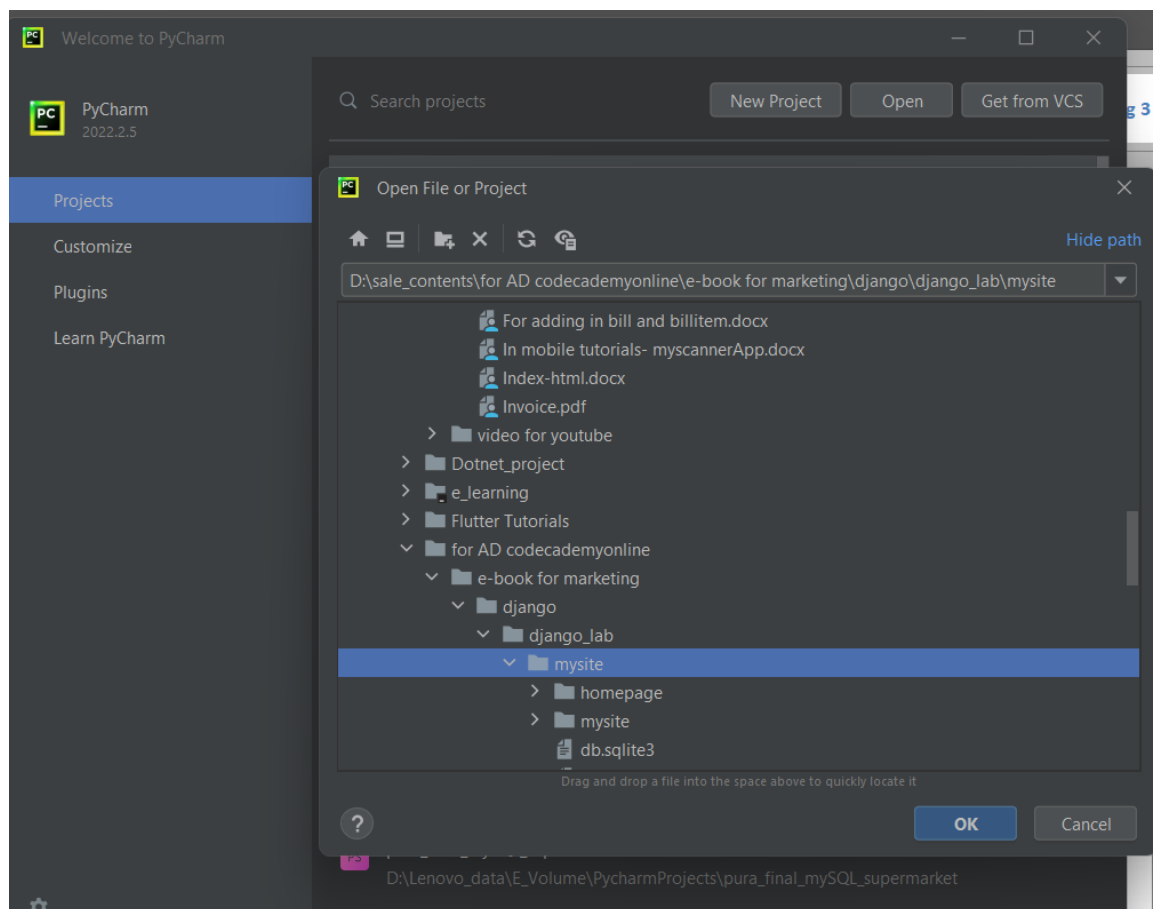 Welcome to PyCharm
PyCharm
2022.2.5
Search projects
New Project
Open
Get from VCS
g 3
Projects
Customize
Plugins
Learn PyCharm
Open File or Project
Hide path
D:\sale_contents\for AD codecademyonline\e-book for marketing\django\django_lab\mysite
For adding in bill and billitem.docx
In mobile tutorials- myscannerApp.docx
Index-html.docx
Invoice.pdf
video for youtube
Dotnet_project
e_learning
Flutter Tutorials
for AD codecademyonline
e-book for marketing
django
django_lab
mysite
homepage
mysite
db.sqlite3
Drag and drop a file into the space above to quickly locate it
?
OK
Cancel
PS
D:\Lenovo_data\E_Volume\PycharmProjects\pura_final_mySQL_supermarket